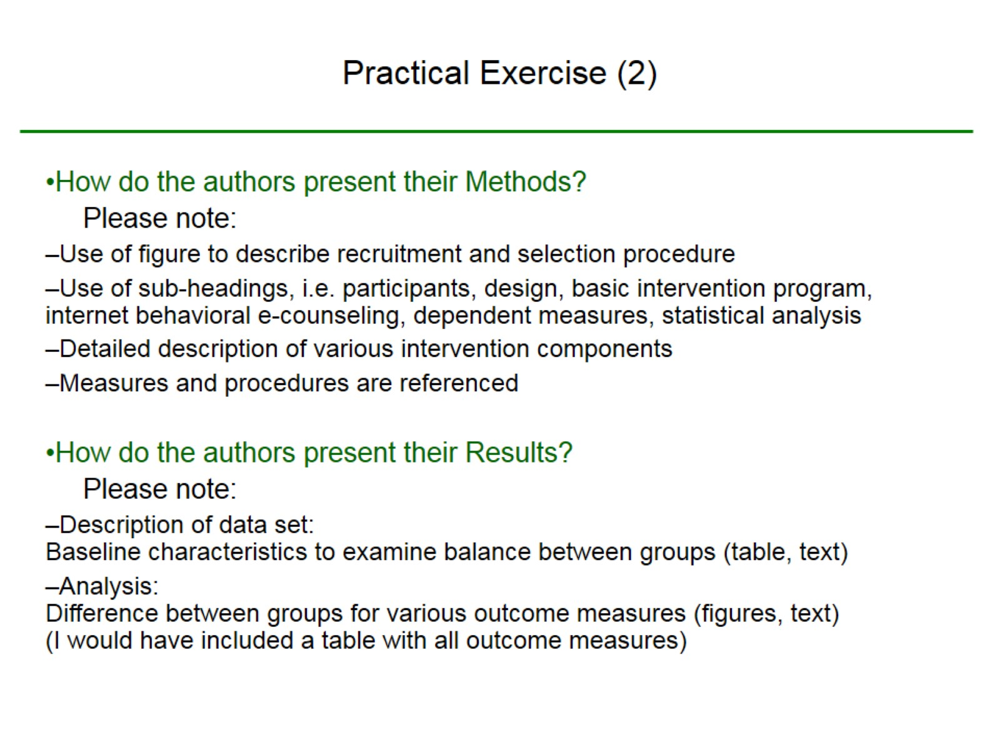 Practical Exercise (2)
•How do the authors present their Methods?
Please note:
–Use of figure to describe recruitment and selection procedure
–Use of sub-headings, i.e. participants, design, basic intervention program,
internet behavioral e-counseling, dependent measures, statistical analysis
–Detailed description of various intervention components
–Measures and procedures are referenced
•How do the authors present their Results?
Please note:
–Description of data set:
Baseline characteristics to examine balance between groups (table, text)
–Analysis:
Difference between groups for various outcome measures (figures, text)
(I would have included a table with all outcome measures)